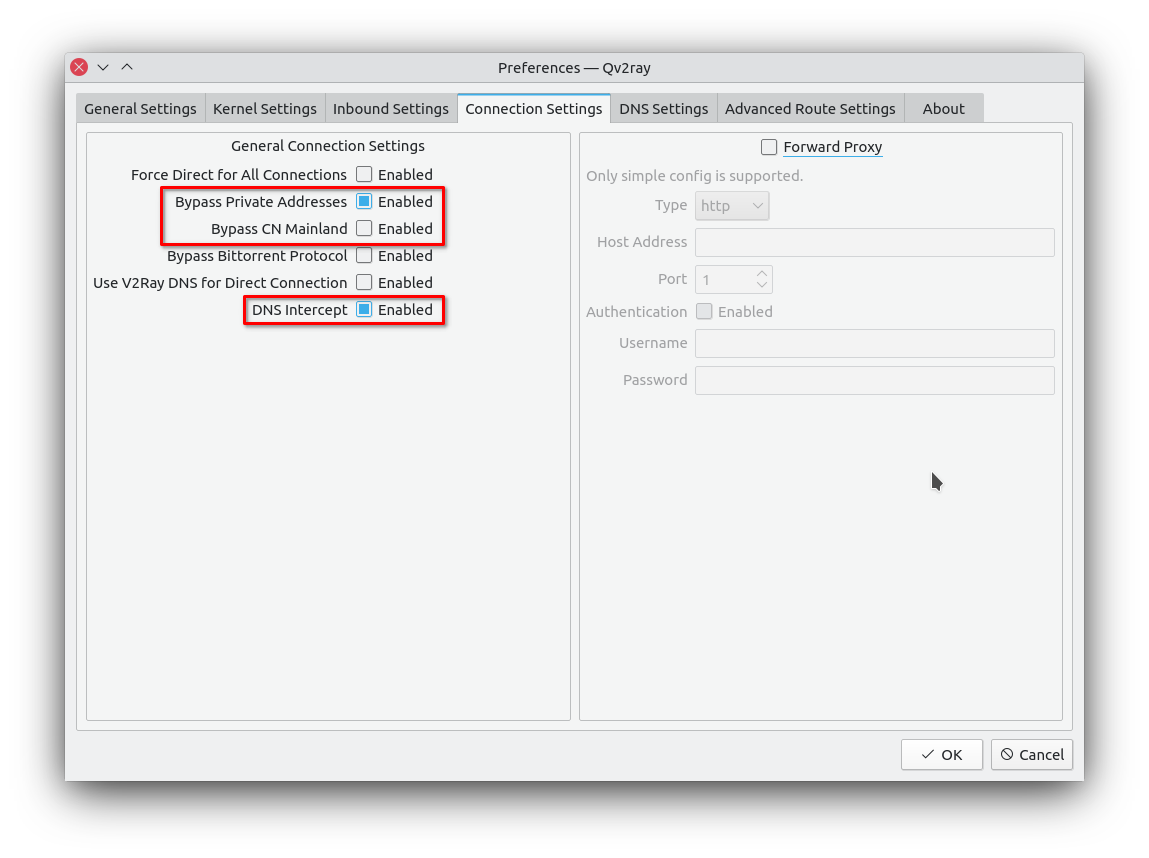 Preferences — Qv2ray
General Settings Kernel Settings Inbound Settings Connection Settings DNS Settings Advanced Route Settings About
General Connection Settings
Force Direct for All Connections Enabled
Bypass Private Addresses Enabled
Bypass CN Mainland Enabled
Bypass Bittorrent Protocol Enabled
Use V2Ray DNS for Direct Connection Enabled
DNS Intercept Enabled
Forward Proxy
Only simple config is supported.
Type http
Host Address
Port 1
Authentication Enabled
Username
Password
OK Cancel